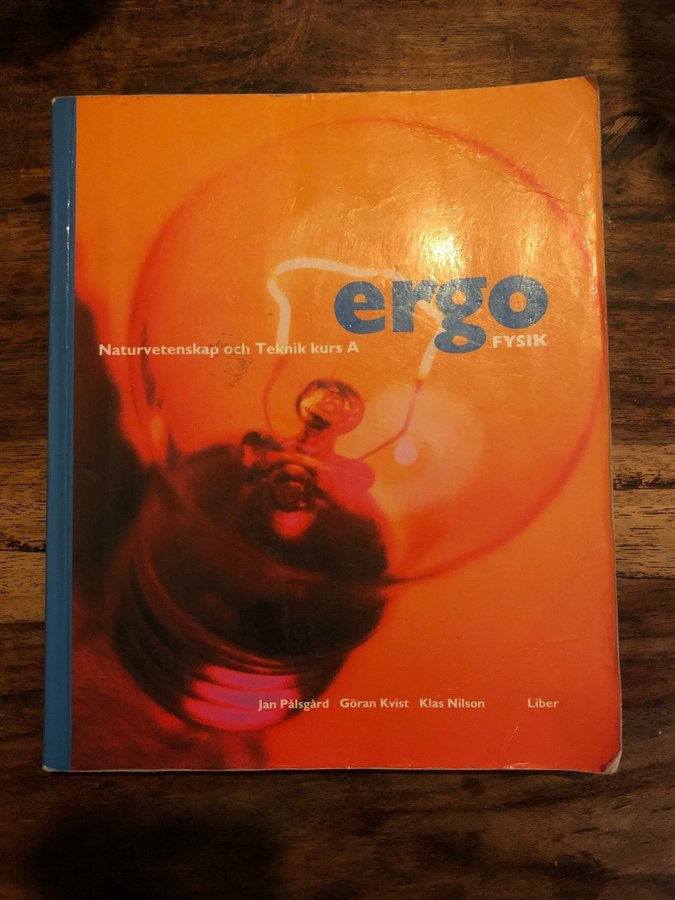 ergo
FYSIK
Naturvetenskap och Teknik kurs A
Jan Pålsgård Göran Kvist Klas Nilson Liber